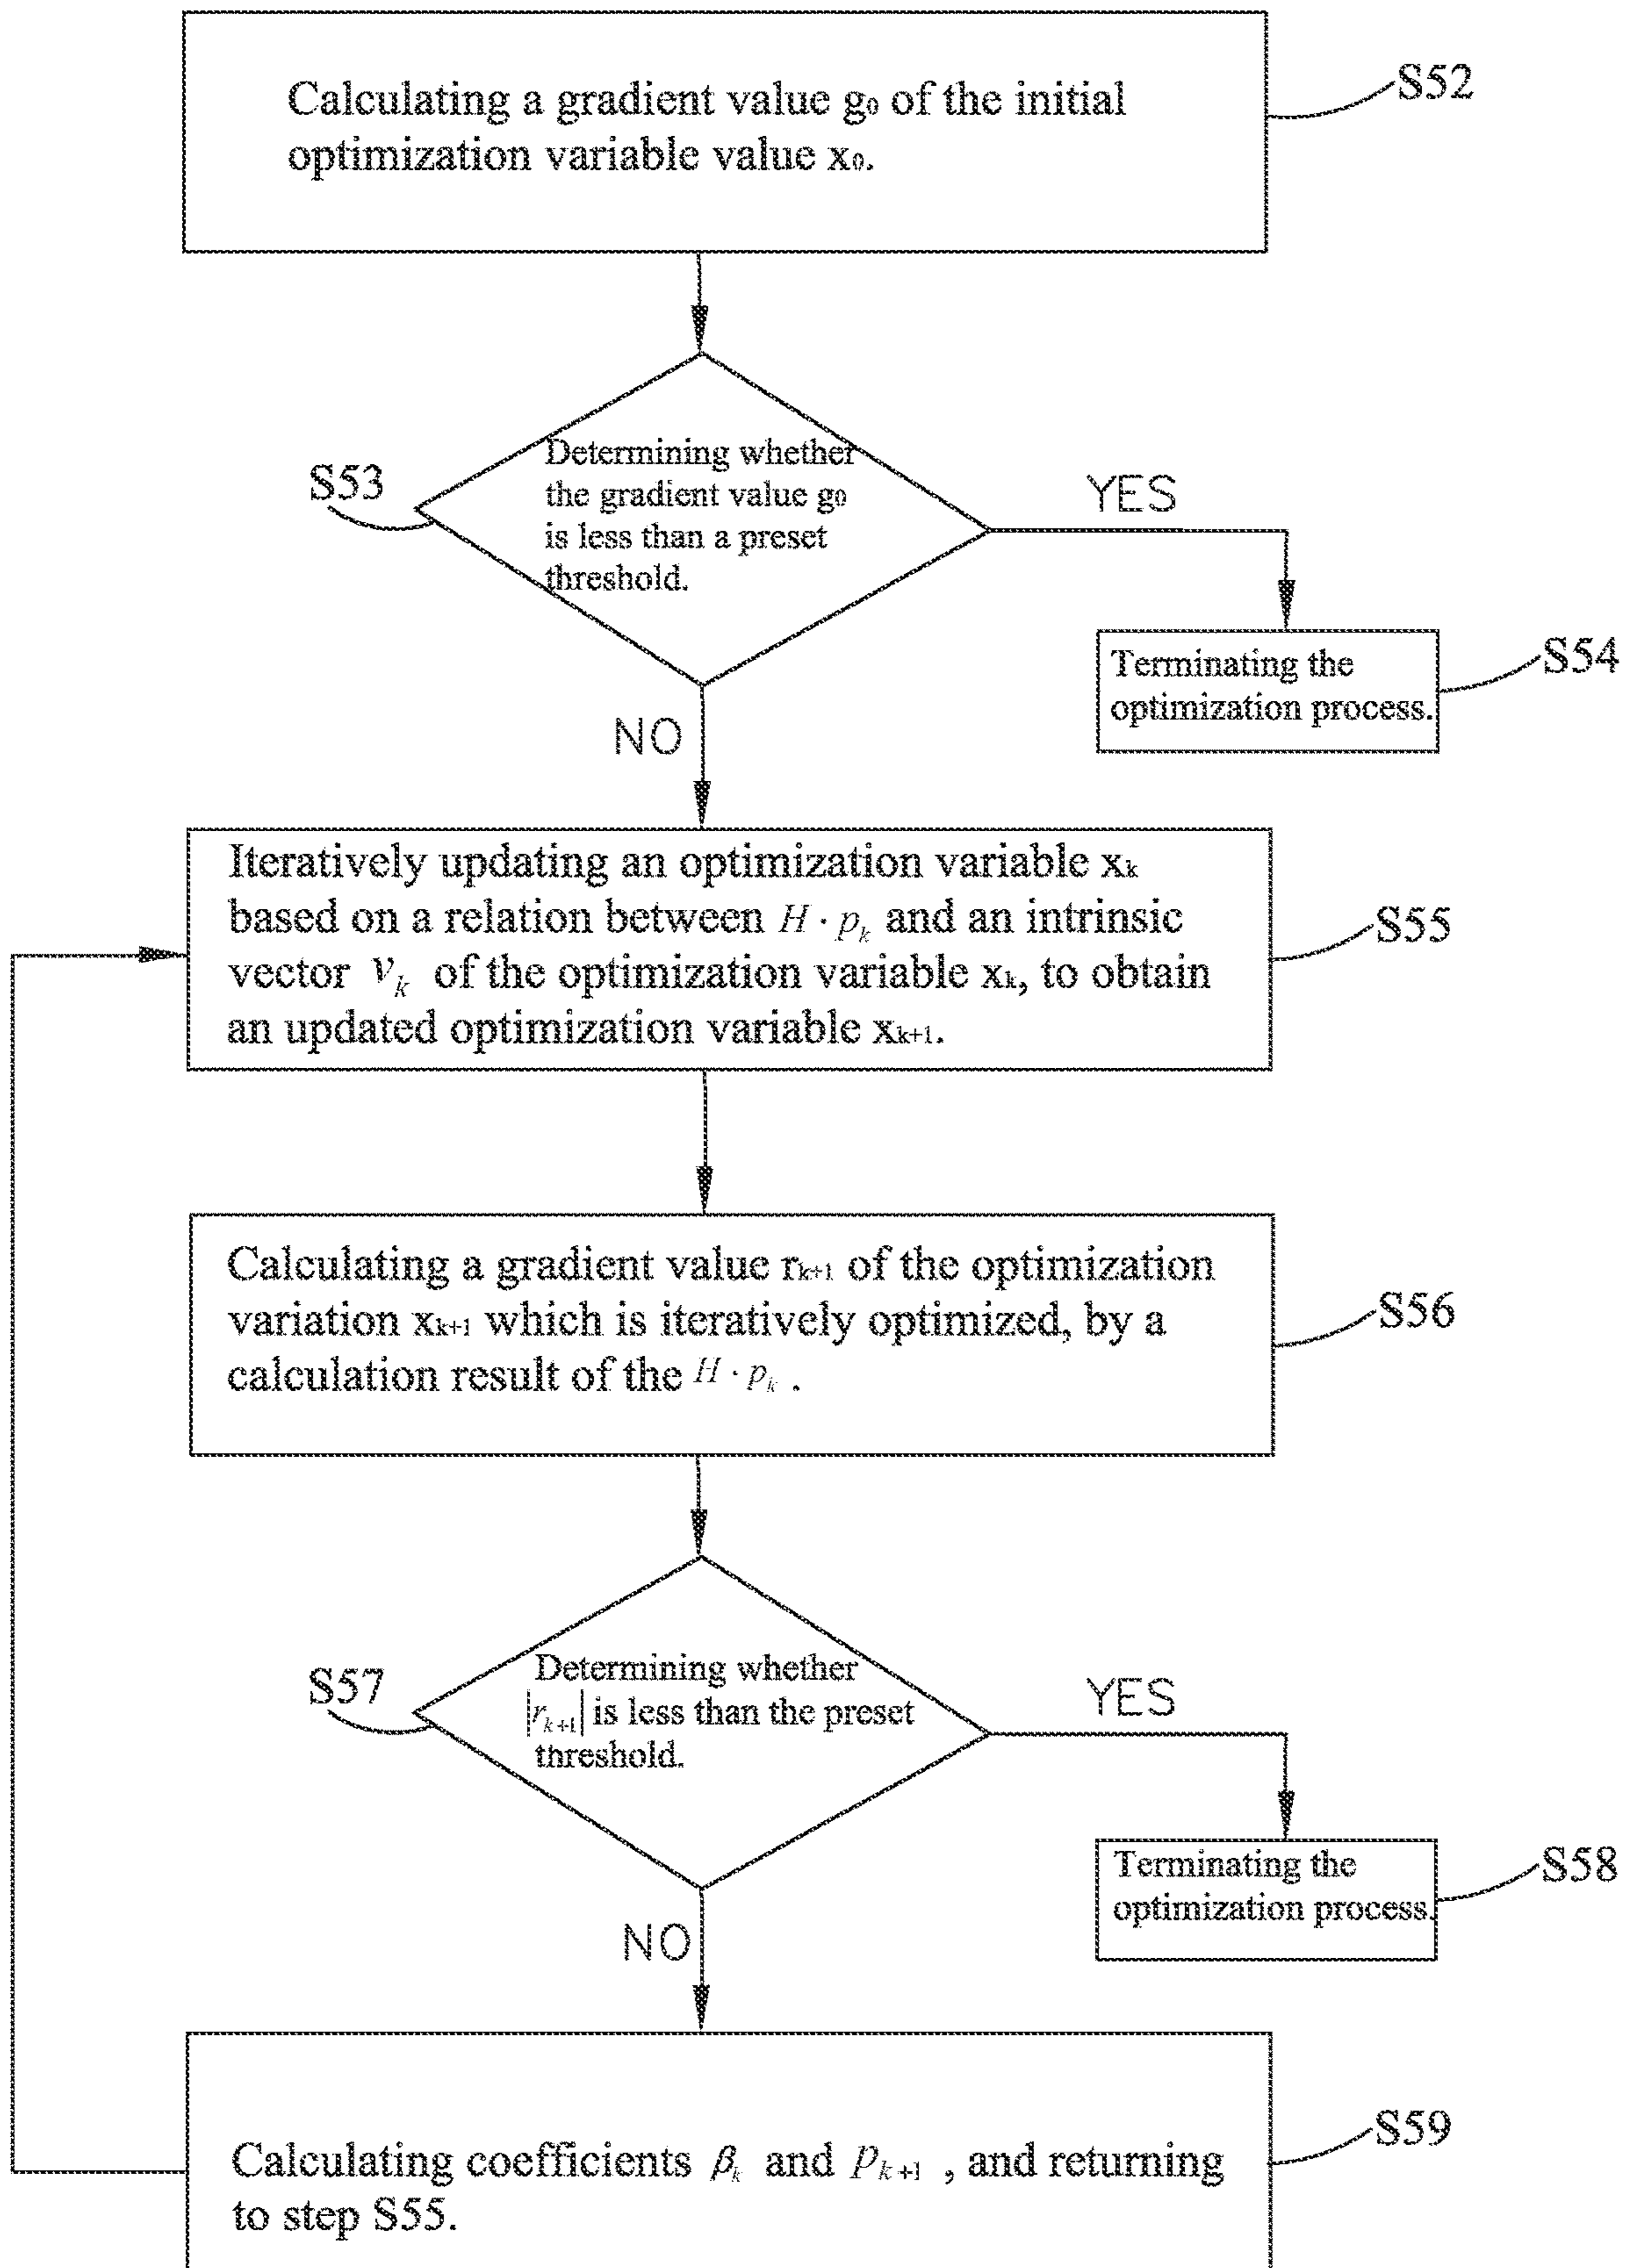 Calculating a gradient value g₀ of the initial
optimization variable value x₀.
S52
Determining whether
the gradient value g₀
is less than a preset
threshold.
S53
YES
Terminating the
optimization process.
S54
NO
Iteratively updating an optimization variable xₖ
based on a relation between H · pₖ and an intrinsic
vector vₖ of the optimization variable xₖ, to obtain
an updated optimization variable xₖ₊₁.
S55
Calculating a gradient value rₖ₊₁ of the optimization
variation xₖ₊₁ which is iteratively optimized, by a
calculation result of the H · pₖ .
S56
Determining whether
|rₖ₊₁| is less than the preset
threshold.
S57
YES
Terminating the
optimization process.
S58
NO
Calculating coefficients βₖ and pₖ₊₁ , and returning
to step S55.
S59